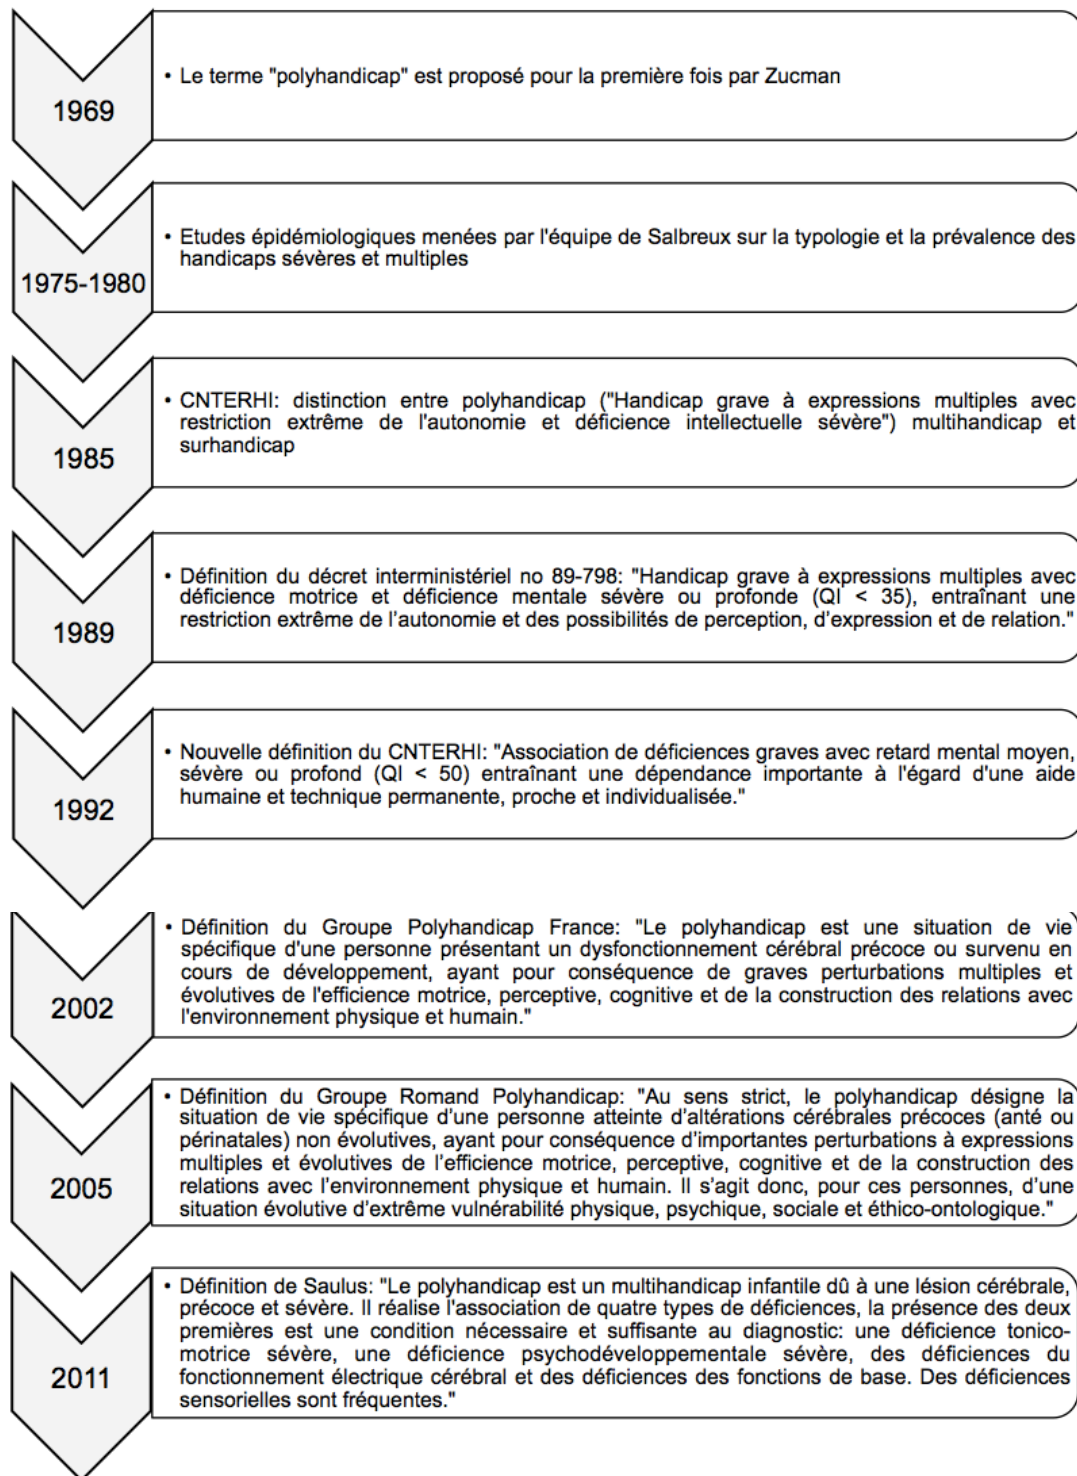 1969
• Le terme "polyhandicap" est proposé pour la première fois par Zucman
1975-1980
• Etudes épidémiologiques menées par l'équipe de Salbreux sur la typologie et la prévalence des
handicaps sévères et multiples
1985
• CNTERHI: distinction entre polyhandicap ("Handicap grave à expressions multiples avec
restriction extrême de l'autonomie et déficience intellectuelle sévère") multihandicap et
surhandicap
1989
• Définition du décret interministériel no 89-798: "Handicap grave à expressions multiples avec
déficience motrice et déficience mentale sévère ou profonde (QI < 35), entraînant une
restriction extrême de l'autonomie et des possibilités de perception, d'expression et de relation."
1992
• Nouvelle définition du CNTERHI: "Association de déficiences graves avec retard mental moyen,
sévère ou profond (QI < 50) entraînant une dépendance importante à l'égard d'une aide
humaine et technique permanente, proche et individualisée."
2002
• Définition du Groupe Polyhandicap France: "Le polyhandicap est une situation de vie
spécifique d'une personne présentant un dysfonctionnement cérébral précoce ou survenu en
cours de développement, ayant pour conséquence de graves perturbations multiples et
évolutives de l'efficience motrice, perceptive, cognitive et de la construction des relations avec
l'environnement physique et humain."
2005
• Définition du Groupe Romand Polyhandicap: "Au sens strict, le polyhandicap désigne la
situation de vie spécifique d'une personne atteinte d'altérations cérébrales précoces (anté ou
périnatales) non évolutives, ayant pour conséquence d'importantes perturbations à expressions
multiples et évolutives de l'efficience motrice, perceptive, cognitive et de la construction des
relations avec l'environnement physique et humain. Il s'agit donc, pour ces personnes, d'une
situation évolutive d'extrême vulnérabilité physique, psychique, sociale et éthico-ontologique."
2011
• Définition de Saulus: "Le polyhandicap est un multihandicap infantile dû à une lésion cérébrale,
précoce et sévère. Il réalise l'association de quatre types de déficiences, la présence des deux
premières est une condition nécessaire et suffisante au diagnostic: une déficience tonico-
motrice sévère, une déficience psychodéveloppementale sévère, des déficiences du
fonctionnement électrique cérébral et des déficiences des fonctions de base. Des déficiences
sensorielles sont fréquentes."